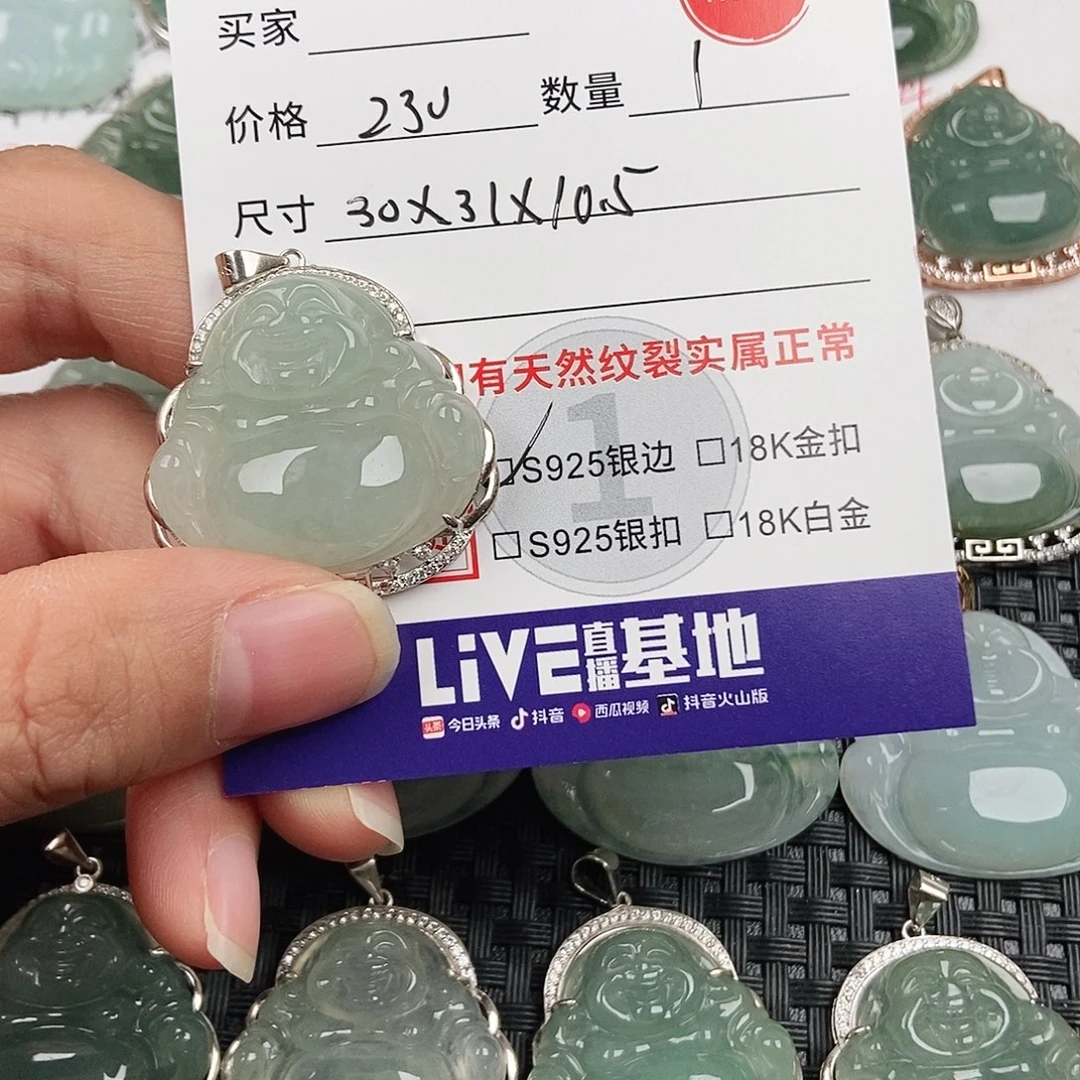 买家
价格 230 数量 1
尺寸 30X31X10.5
有天然纹裂实属正常
S925银边 18K金扣
S925银扣 18K白金
LiVE直播基地
头条 今日头条 抖音 西瓜视频 抖音火山版